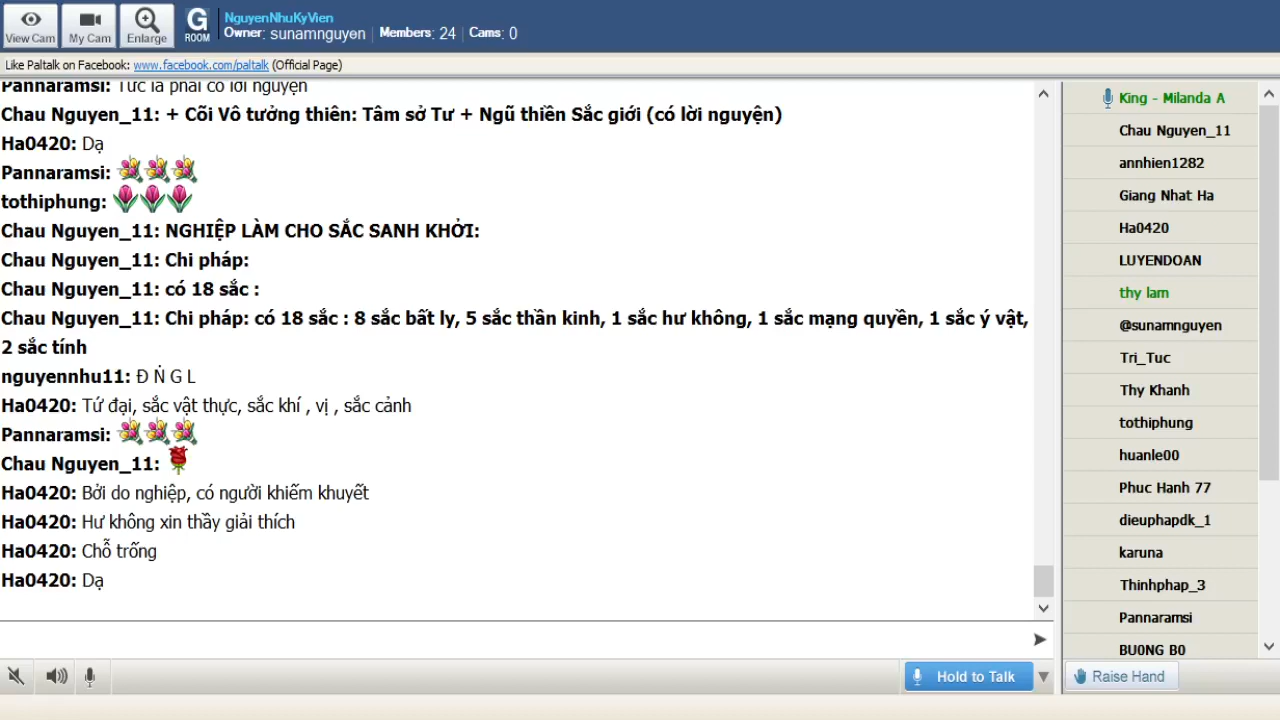 View Cam
My Cam
Enlarge
G
ROOM
NguyenNhuKyVien
Owner: sunamnguyen | Members: 24 | Cams: 0
Like Paltalk on Facebook: www.facebook.com/paltalk (Official Page)
Pannaramsi: Tức là phải có lời nguyện
Chau Nguyen_11: + Cõi Vô tưởng thiên: Tâm sở Tư + Ngũ thiền Sắc giới (có lời nguyện)
Ha0420: Dạ
Pannaramsi:
tothiphung:
Chau Nguyen_11: NGHIỆP LÀM CHO SẮC SANH KHỞI:
Chau Nguyen_11: Chi pháp:
Chau Nguyen_11: có 18 sắc :
Chau Nguyen_11: Chi pháp: có 18 sắc : 8 sắc bất ly, 5 sắc thần kinh, 1 sắc hư không, 1 sắc mạng quyền, 1 sắc ý vật,
2 sắc tính
nguyennhu11: Đ Ṅ G L
Ha0420: Tứ đại, sắc vật thực, sắc khí , vị , sắc cảnh
Pannaramsi:
Chau Nguyen_11:
Ha0420: Bởi do nghiệp, có người khiếm khuyết
Ha0420: Hư không xin thầy giải thích
Ha0420: Chỗ trống
Ha0420: Dạ
King - Milanda A
Chau Nguyen_11
annhien1282
Giang Nhat Ha
Ha0420
LUYENDOAN
thy lam
@sunamnguyen
Tri_Tuc
Thy Khanh
tothiphung
huanle00
Phuc Hanh 77
dieuphapdk_1
karuna
Thinhphap_3
Pannaramsi
BU0NG B0
Hold to Talk
Raise Hand